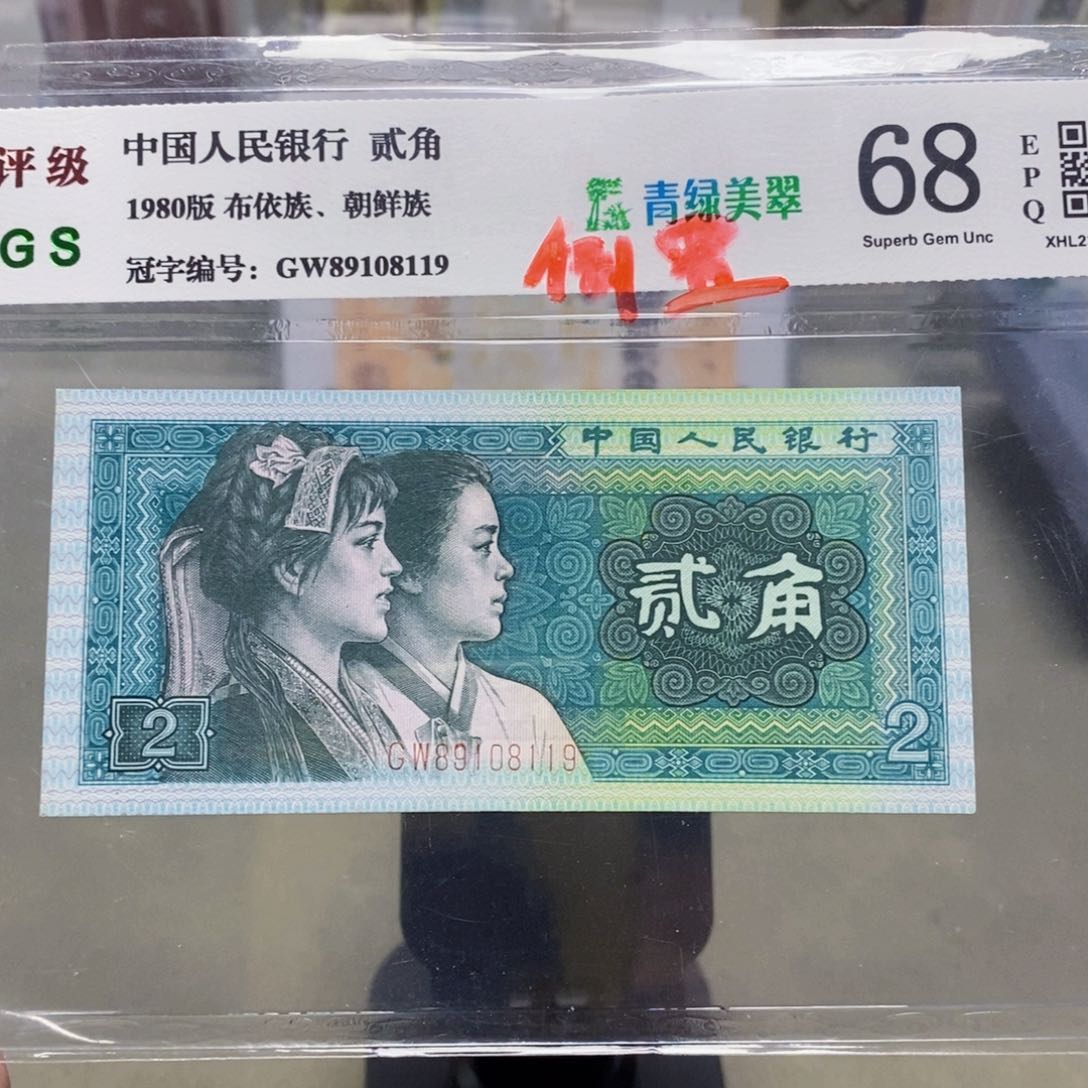 评级
中国人民银行 贰角
1980版 布依族、朝鲜族
GS
冠字编号：GW89108119
青绿美翠
68
Superb Gem Unc
E
P
Q
XHL2
中国人民银行
贰角
2
GW89108119
2